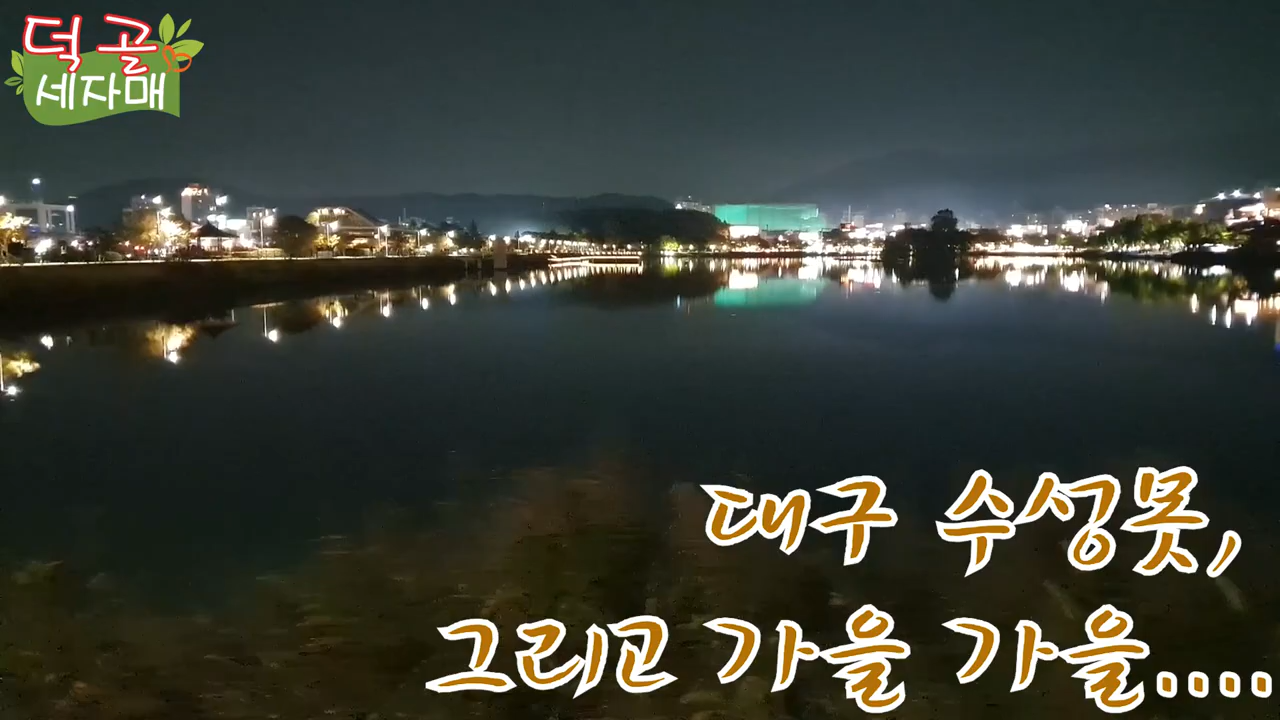 덕골
세자매
대구 수성못,
그리고 가을 가을....